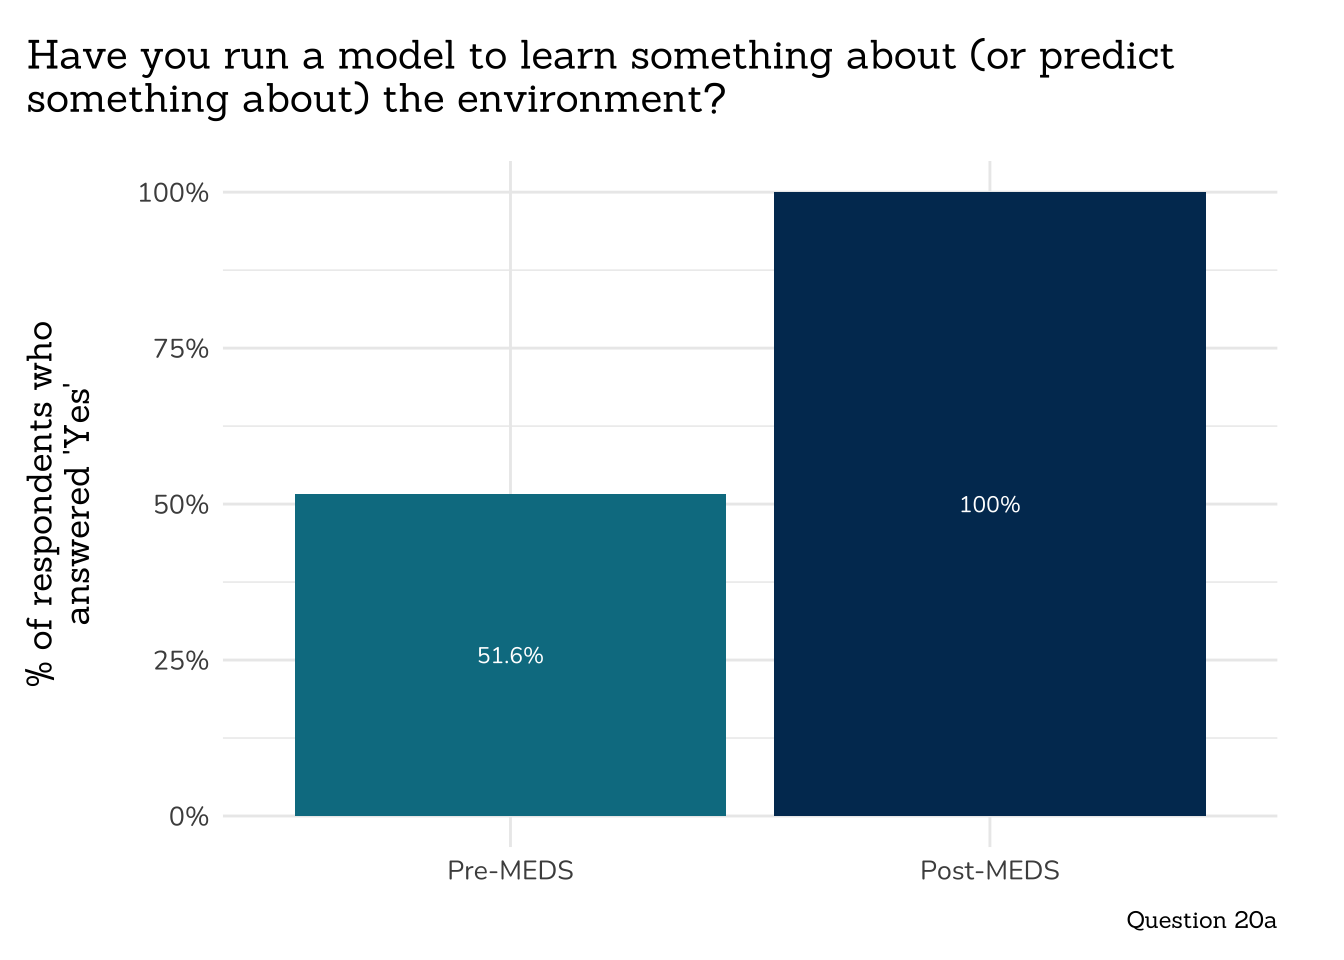 Have you run a model to learn something about (or predict
something about) the environment?
% of respondents who
answered 'Yes'
100%
75%
50%
25%
0%
51.6%
100%
Pre-MEDS
Post-MEDS
Question 20a